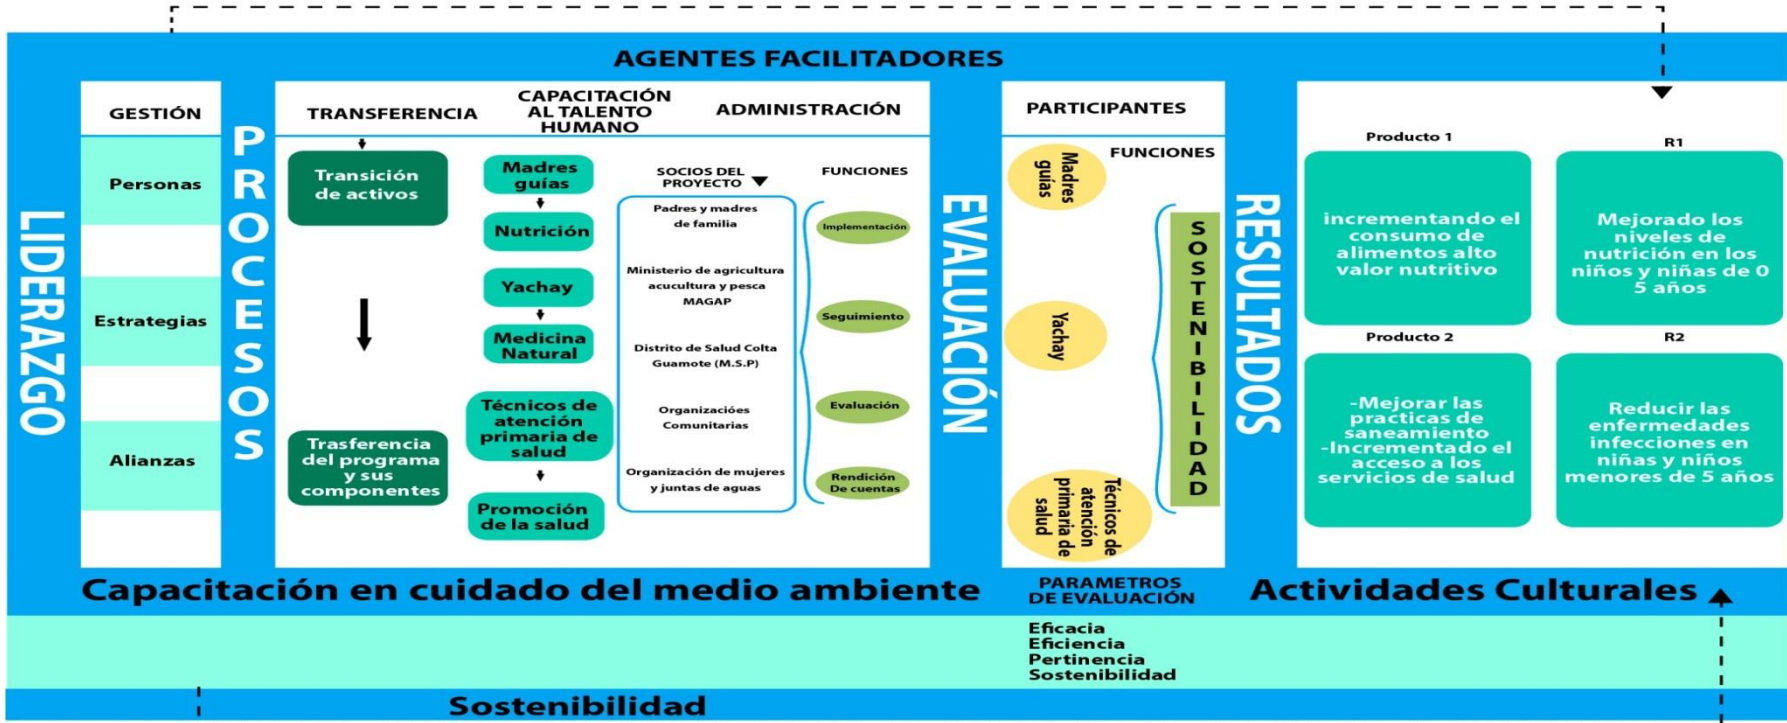 AGENTES FACILITADORES
LIDERAZGO
GESTIÓN
Personas
Estrategias
Alianzas
PROCESOS
TRANSFERENCIA
Transición
de activos
Trasferencia
del programa
y sus
componentes
CAPACITACIÓN
AL TALENTO
HUMANO
Madres
guías
Nutrición
Yachay
Medicina
Natural
Técnicos de
atención
primaria de
salud
Promoción
de la salud
ADMINISTRACIÓN
SOCIOS DEL
PROYECTO
Padres y madres
de familia
Ministerio de agricultura
acucultura y pesca
MAGAP
Distrito de Salud Colta
Guamote (M.S.P)
Organizacióes
Comunitarias
Organización de mujeres
y juntas de aguas
FUNCIONES
Implementación
Seguimiento
Evaluación
Rendición
De cuentas
EVALUACIÓN
PARTICIPANTES
Madres
guías
Yachay
Técnicos de
atención
primaria de
salud
FUNCIONES
SOSTENIBILIDAD
RESULTADOS
Producto 1
incrementando el
consumo de
alimentos alto
valor nutritivo
R1
Mejorado los
niveles de
nutrición en los
niños y niñas de 0
5 años
Producto 2
-Mejorar las
practicas de
saneamiento
-Incrementado el
acceso a los
servicios de salud
R2
Reducir las
enfermedades
infecciones en
niñas y niños
menores de 5 años
Capacitación en cuidado del medio ambiente
PARAMETROS
DE EVALUACIÓN
Actividades Culturales
Eficacia
Eficiencia
Pertinencia
Sostenibilidad
Sostenibilidad